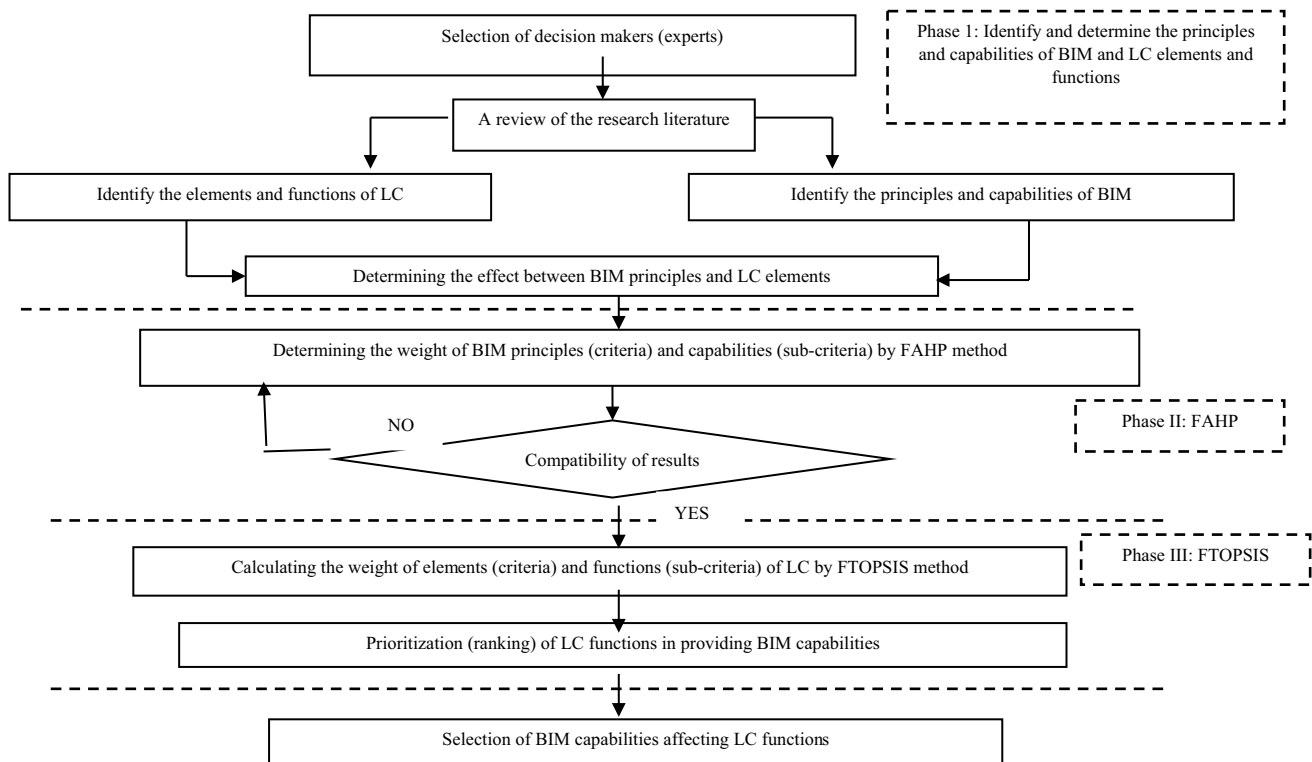 Selection of decision makers (experts)
Phase 1: Identify and determine the principles
and capabilities of BIM and LC elements and
functions
A review of the research literature
Identify the elements and functions of LC
Identify the principles and capabilities of BIM
Determining the effect between BIM principles and LC elements
Determining the weight of BIM principles (criteria) and capabilities (sub-criteria) by FAHP method
NO
Phase II: FAHP
Compatibility of results
YES
Phase III: FTOPSIS
Calculating the weight of elements (criteria) and functions (sub-criteria) of LC by FTOPSIS method
Prioritization (ranking) of LC functions in providing BIM capabilities
Selection of BIM capabilities affecting LC functions